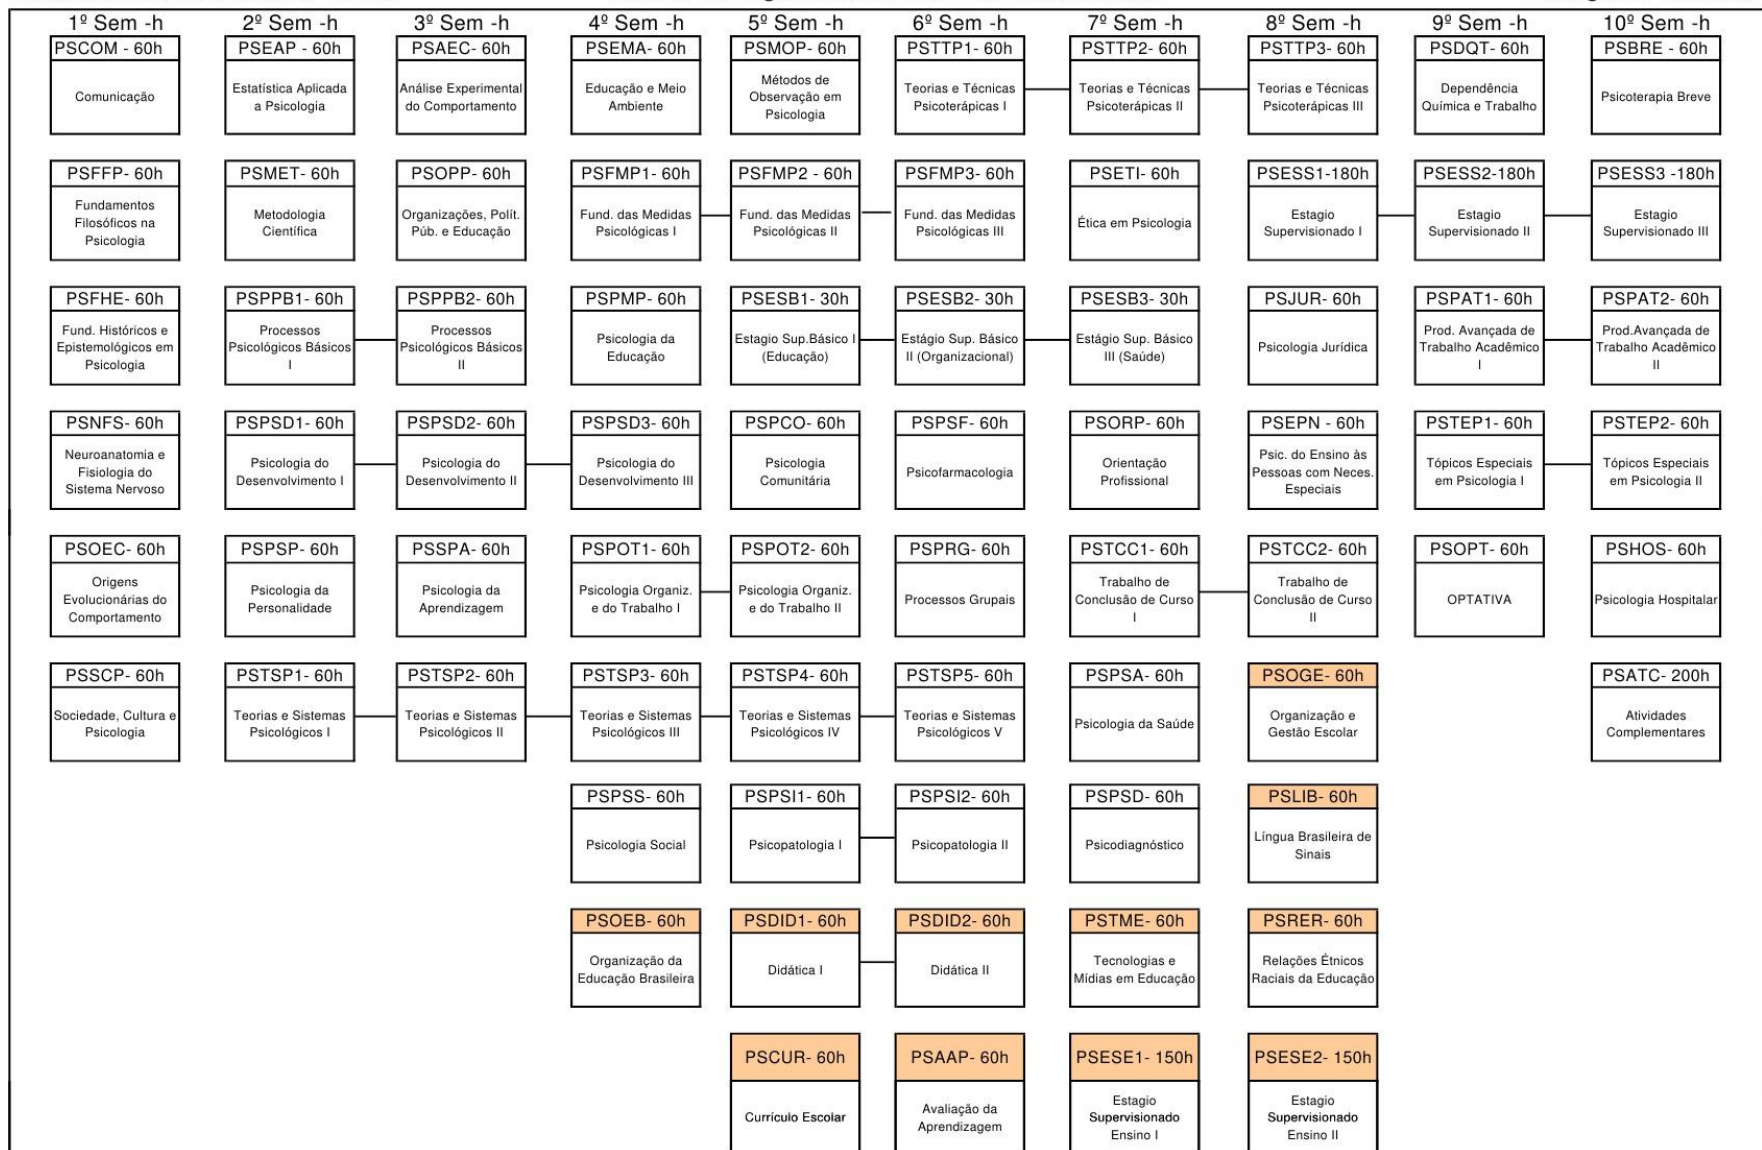 1º Sem -h 2º Sem -h 3º Sem -h 4º Sem -h 5º Sem -h 6º Sem -h 7º Sem -h 8º Sem -h 9º Sem -h 10º Sem -h
PSCOM - 60h PSEAP - 60h PSAEC- 60h PSEMA- 60h PSMOP- 60h PSTTP1- 60h PSTTP2- 60h PSTTP3- 60h PSDQT- 60h PSBRE - 60h
Comunicação
Estatística Aplicada
a Psicologia
Análise Experimental
do Comportamento
Educação e Meio
Ambiente
Métodos de
Observação em
Psicologia
Teorias e Técnicas
Psicoterápicas I
Teorias e Técnicas
Psicoterápicas II
Teorias e Técnicas
Psicoterápicas III
Dependência
Química e Trabalho
Psicoterapia Breve
PSFFP- 60h PSMET- 60h PSOPP- 60h PSFMP1- 60h PSFMP2 - 60h PSFMP3- 60h PSETI- 60h PSESS1-180h PSESS2-180h PSESS3 -180h
Fundamentos
Filosóficos na
Psicologia
Metodologia
Científica
Organizações, Polít.
Púb. e Educação
Fund. das Medidas
Psicológicas I
Fund. das Medidas
Psicológicas II
Fund. das Medidas
Psicológicas III
Ética em Psicologia
Estagio
Supervisionado I
Estagio
Supervisionado II
Estagio
Supervisionado III
PSFHE- 60h PSPPB1- 60h PSPPB2- 60h PSPMP- 60h PSESB1- 30h PSESB2- 30h PSESB3- 30h PSJUR- 60h PSPAT1- 60h PSPAT2- 60h
Fund. Históricos e
Epistemológicos em
Psicologia
Processos
Psicológicos Básicos
I
Processos
Psicológicos Básicos
II
Psicologia da
Educação
Estagio Sup.Básico I
(Educação)
Estágio Sup. Básico
II (Organizacional)
Estágio Sup. Básico
III (Saúde)
Psicologia Jurídica
Prod. Avançada de
Trabalho Acadêmico
I
Prod.Avançada de
Trabalho Acadêmico
II
PSNFS- 60h PSPSD1- 60h PSPSD2- 60h PSPSD3- 60h PSPCO- 60h PSPSF- 60h PSORP- 60h PSEPN - 60h PSTEP1- 60h PSTEP2- 60h
Neuroanatomia e
Fisiologia do
Sistema Nervoso
Psicologia do
Desenvolvimento I
Psicologia do
Desenvolvimento II
Psicologia do
Desenvolvimento III
Psicologia
Comunitária
Psicofarmacologia
Orientação
Profissional
Psic. do Ensino às
Pessoas com Neces.
Especiais
Tópicos Especiais
em Psicologia I
Tópicos Especiais
em Psicologia II
PSOEC- 60h PSPSP- 60h PSSPA- 60h PSPOT1- 60h PSPOT2- 60h PSPRG- 60h PSTCC1- 60h PSTCC2- 60h PSOPT- 60h PSHOS- 60h
Origens
Evolucionárias do
Comportamento
Psicologia da
Personalidade
Psicologia da
Aprendizagem
Psicologia Organiz.
e do Trabalho I
Psicologia Organiz.
e do Trabalho II
Processos Grupais
Trabalho de
Conclusão de Curso
I
Trabalho de
Conclusão de Curso
II
OPTATIVA
Psicologia Hospitalar
PSSCP- 60h PSTSP1- 60h PSTSP2- 60h PSTSP3- 60h PSTSP4- 60h PSTSP5- 60h PSPSA- 60h PSOGE- 60h PSATC- 200h
Sociedade, Cultura e
Psicologia
Teorias e Sistemas
Psicológicos I
Teorias e Sistemas
Psicológicos II
Teorias e Sistemas
Psicológicos III
Teorias e Sistemas
Psicológicos IV
Teorias e Sistemas
Psicológicos V
Psicologia da Saúde
Organização e
Gestão Escolar
Atividades
Complementares
PSPSS- 60h PSPSI1- 60h PSPSI2- 60h PSPSD- 60h PSLIB- 60h
Psicologia Social
Psicopatologia I
Psicopatologia II
Psicodiagnóstico
Língua Brasileira de
Sinais
PSOEB- 60h PSDID1- 60h PSDID2- 60h PSTME- 60h PSRER- 60h
Organização da
Educação Brasileira
Didática I
Didática II
Tecnologias e
Mídias em Educação
Relações Étnicos
Raciais da Educação
PSCUR- 60h PSAAP- 60h PSESE1- 150h PSESE2- 150h
Currículo Escolar
Avaliação da
Aprendizagem
Estagio
Supervisionado
Ensino I
Estagio
Supervisionado
Ensino II